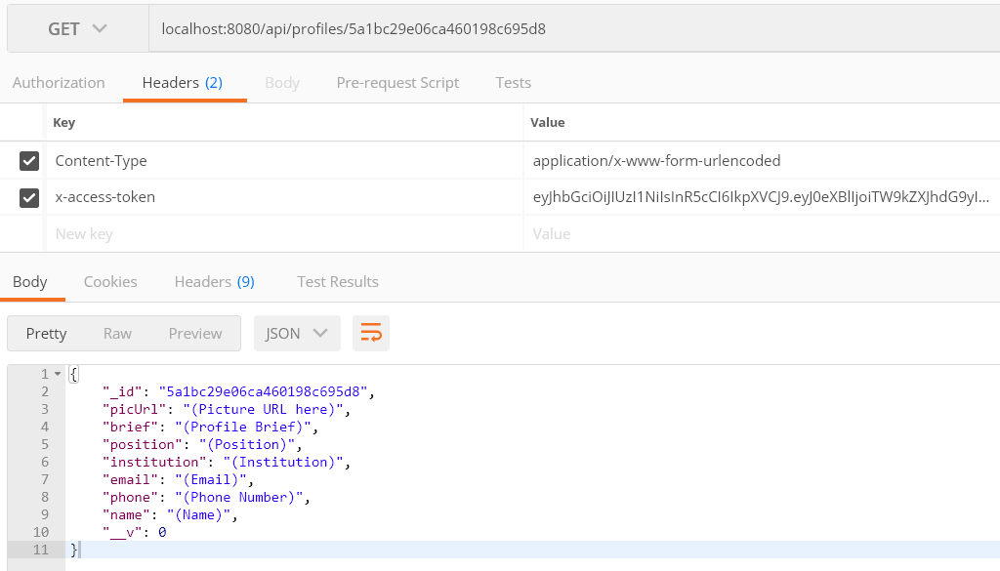 GET localhost:8080/api/profiles/5a1bc29e06ca460198c695d8
Authorization Headers (2) Body Pre-request Script Tests
Key Value
Content-Type application/x-www-form-urlencoded
x-access-token eyJhbGciOiJIUzI1NiIsInR5cCI6IkpXVCJ9.eyJ0eXBlIjoiTW9kZXJhdG9yI...
New key Value
Body Cookies Headers (9) Test Results
Pretty Raw Preview JSON
1 {
2 "_id": "5a1bc29e06ca460198c695d8",
3 "picUrl": "(Picture URL here)",
4 "brief": "(Profile Brief)",
5 "position": "(Position)",
6 "institution": "(Institution)",
7 "email": "(Email)",
8 "phone": "(Phone Number)",
9 "name": "(Name)",
10 "__v": 0
11 }